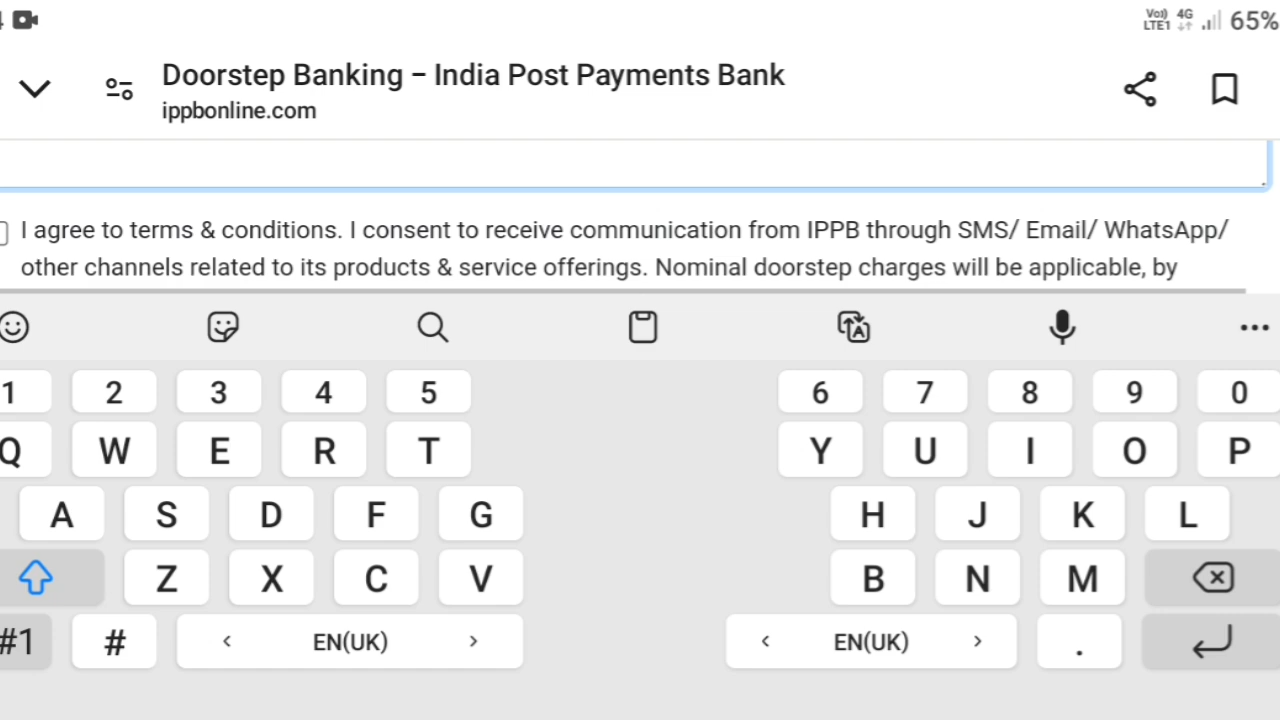 Vo)) 4G 65%
LTE1
Doorstep Banking – India Post Payments Bank
ippbonline.com
I agree to terms & conditions. I consent to receive communication from IPPB through SMS/ Email/ WhatsApp/
other channels related to its products & service offerings. Nominal doorstep charges will be applicable, by
1 2 3 4 5 6 7 8 9 0
Q W E R T Y U I O P
A S D F G H J K L
Z X C V B N M
#1 # < EN(UK) > < EN(UK) > .